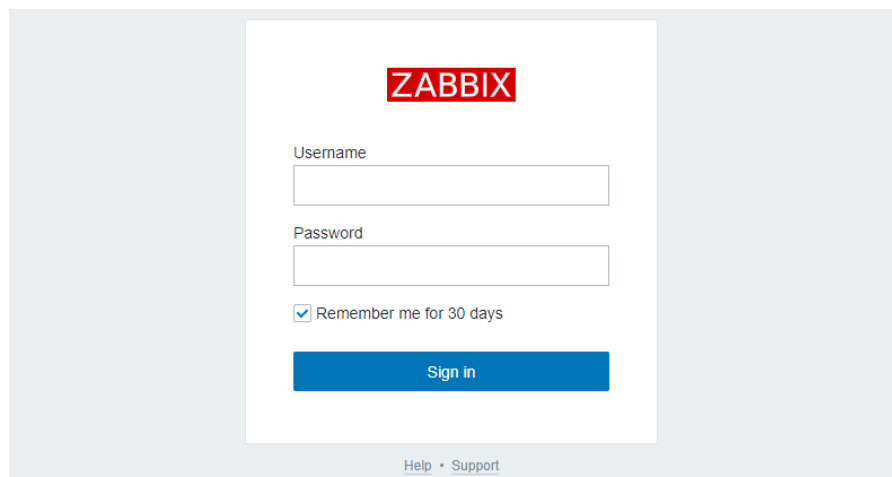 ZABBIX
Username
Password
Remember me for 30 days
Sign in
Help • Support